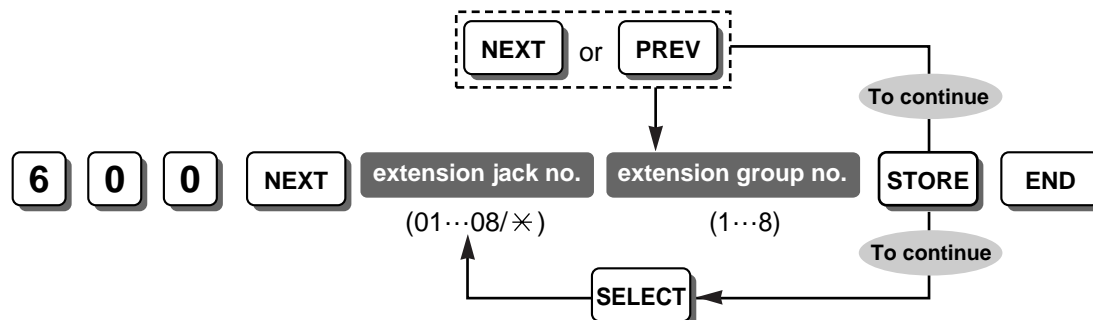 NEXT or PREV
To continue
6 0 0 NEXT extension jack no. extension group no. STORE END
(01···08/✳) (1···8)
To continue
SELECT